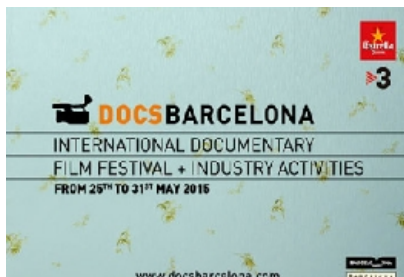 Estrella
3
DOCSBARCELONA
INTERNATIONAL DOCUMENTARY
FILM FESTIVAL + INDUSTRY ACTIVITIES
FROM 25TH TO 31ST MAY 2015
www.docsbarcelona.com